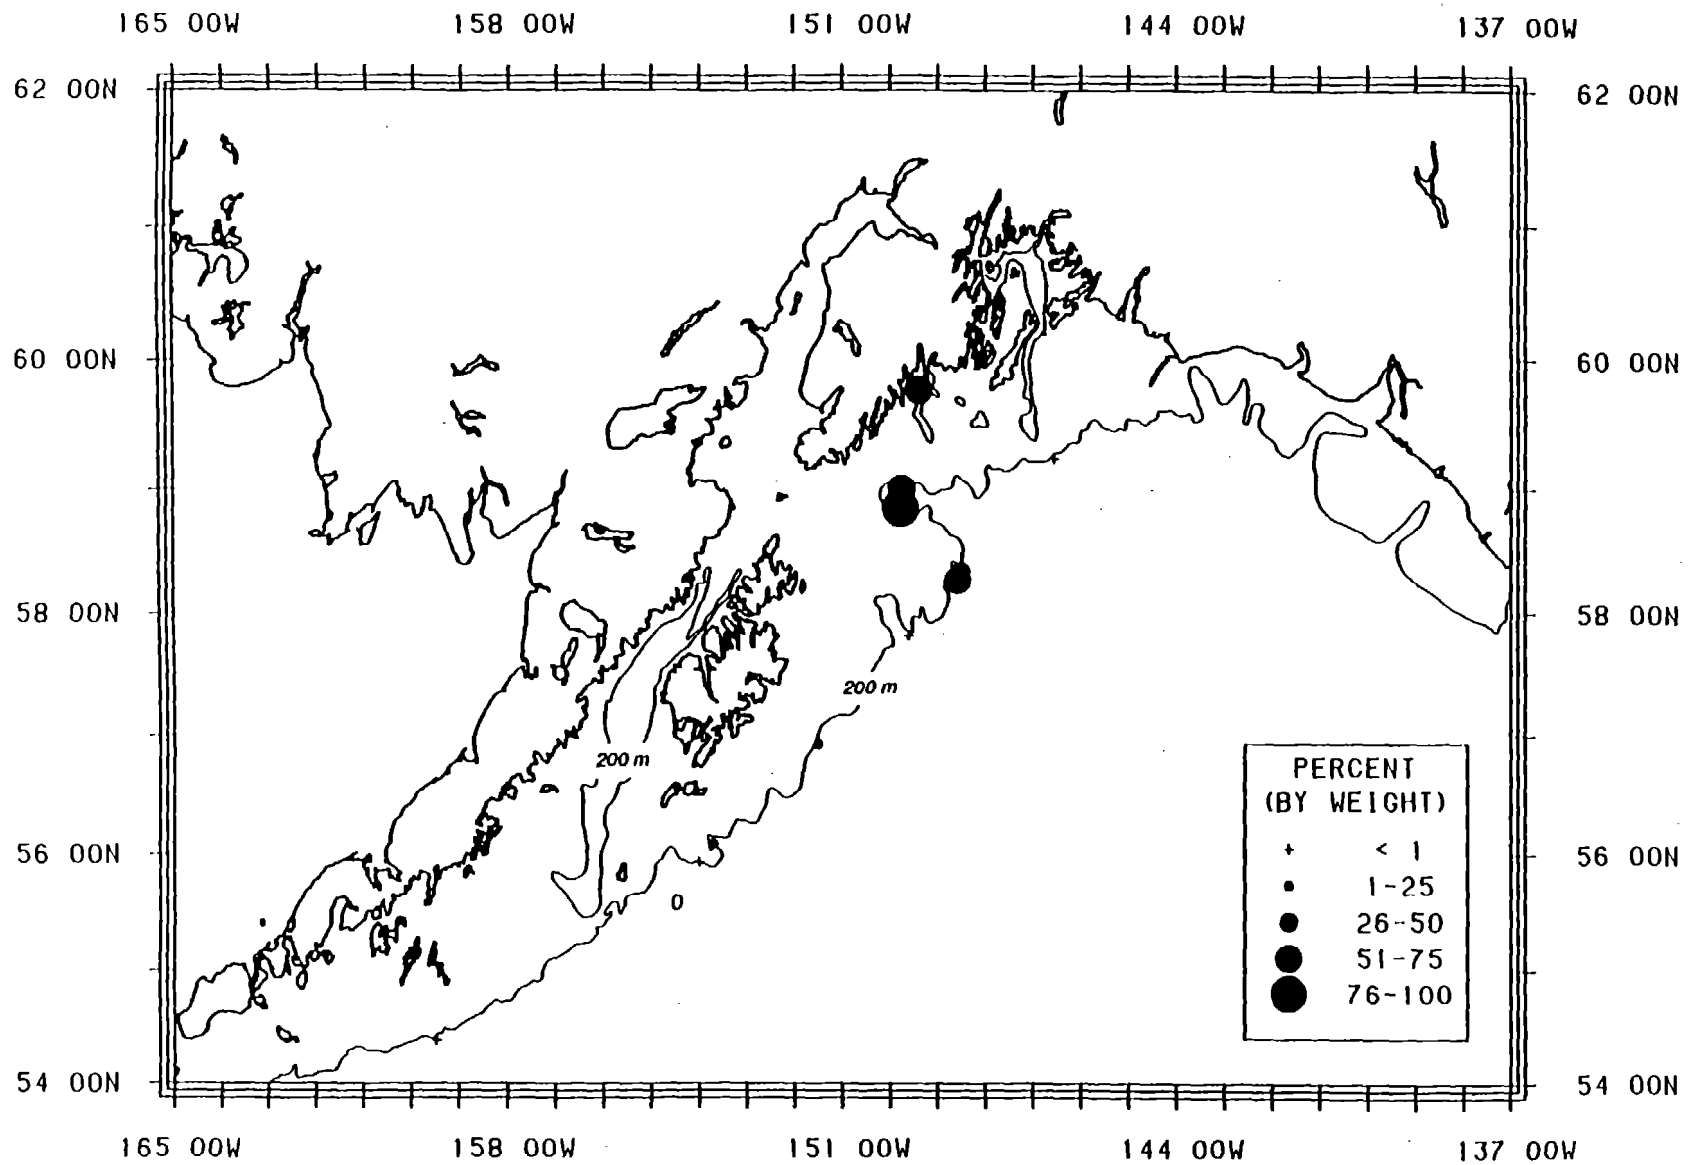 165 00W 158 00W 151 00W 144 00W 137 00W
62 00N 62 00N
60 00N 60 00N
58 00N 58 00N
200 m
200 m
PERCENT
(BY WEIGHT)
+ < 1
1-25
56 00N 56 00N
26-50
51-75
76-100
54 00N 54 00N
165 00W 158 00W 151 00W 144 00W 137 00W